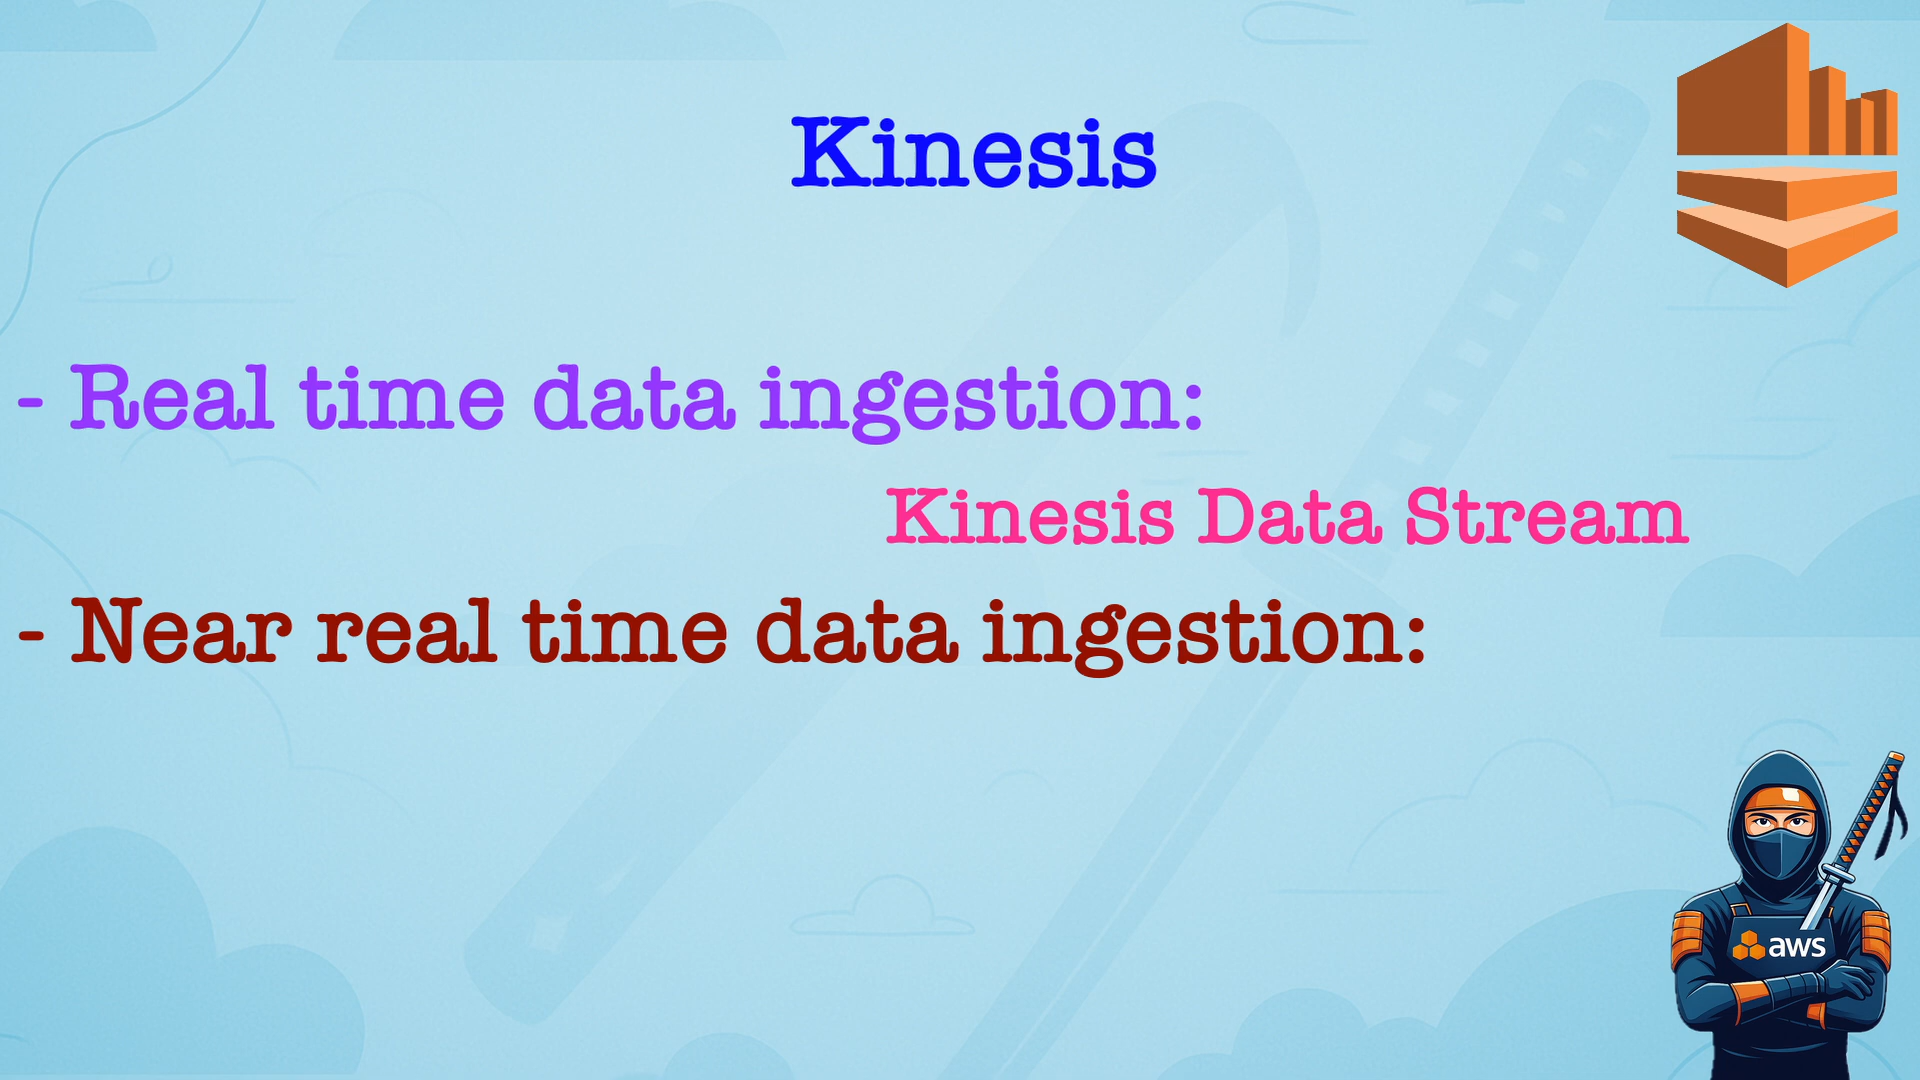 Kinesis
- Real time data ingestion:
Kinesis Data Stream
- Near real time data ingestion:
aws